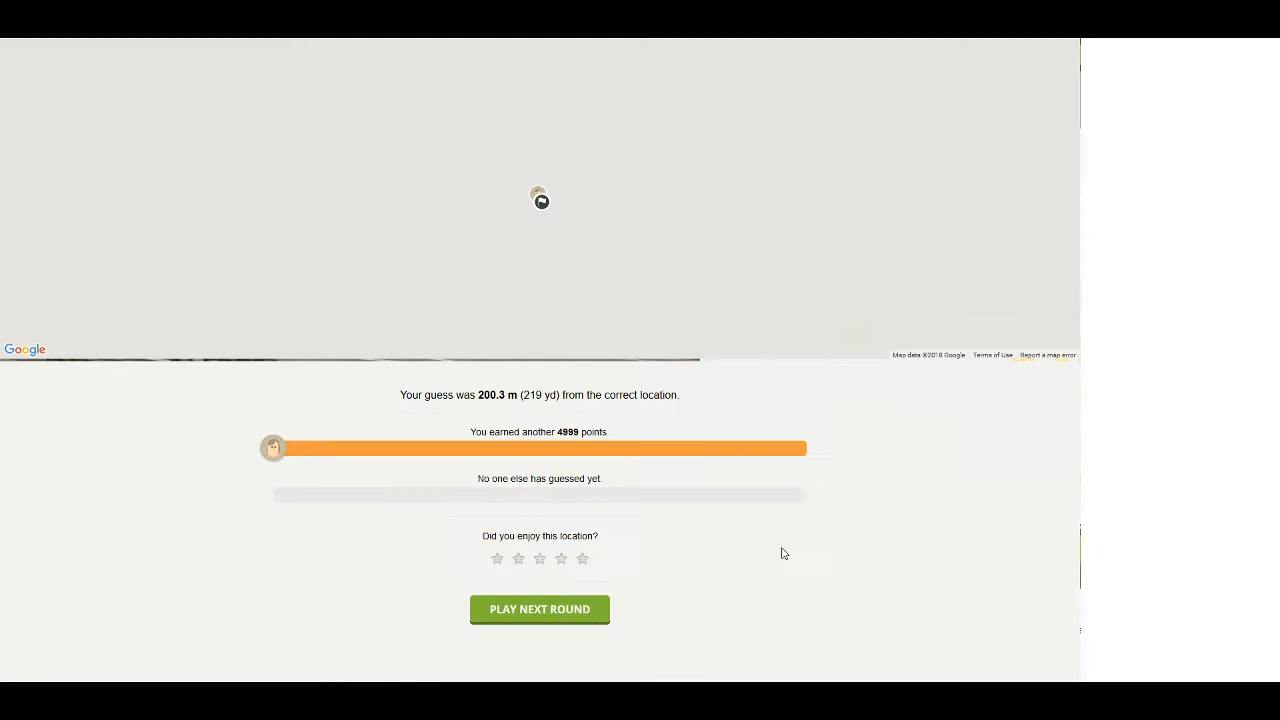 Google
Map data ©2018 Google Terms of Use Report a map error
Your guess was 200.3 m (219 yd) from the correct location.
You earned another 4999 points.
No one else has guessed yet.
Did you enjoy this location?
PLAY NEXT ROUND